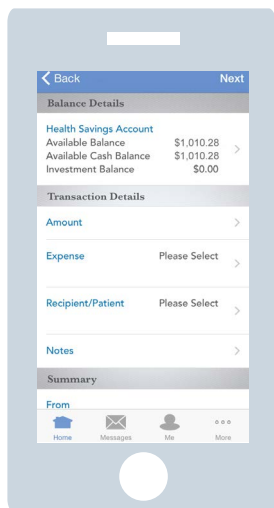 Back Next
Balance Details
Health Savings Account
Available Balance $1,010.28
Available Cash Balance $1,010.28
Investment Balance $0.00
Transaction Details
Amount
Expense Please Select
Recipient/Patient Please Select
Notes
Summary
From
Home Messages Me More